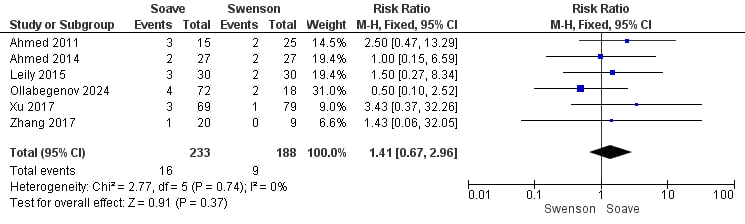 Soave Swenson Risk Ratio Risk Ratio
Study or Subgroup Events Total Events Total Weight M-H, Fixed, 95% CI M-H, Fixed, 95% CI
Ahmed 2011 3 15 2 25 14.5% 2.50 [0.47, 13.29]
Ahmed 2014 2 27 2 27 19.4% 1.00 [0.15, 6.59]
Leily 2015 3 30 2 30 19.4% 1.50 [0.27, 8.34]
Ollabegenov 2024 4 72 2 18 31.0% 0.50 [0.10, 2.52]
Xu 2017 3 69 1 79 9.0% 3.43 [0.37, 32.26]
Zhang 2017 1 20 0 9 6.6% 1.43 [0.06, 32.05]
Total (95% CI) 233 188 100.0% 1.41 [0.67, 2.96]
Total events 16 9
Heterogeneity: Chi² = 2.77, df = 5 (P = 0.74); I² = 0%
Test for overall effect: Z = 0.91 (P = 0.37)
0.01 0.1 1 10 100
Swenson Soave